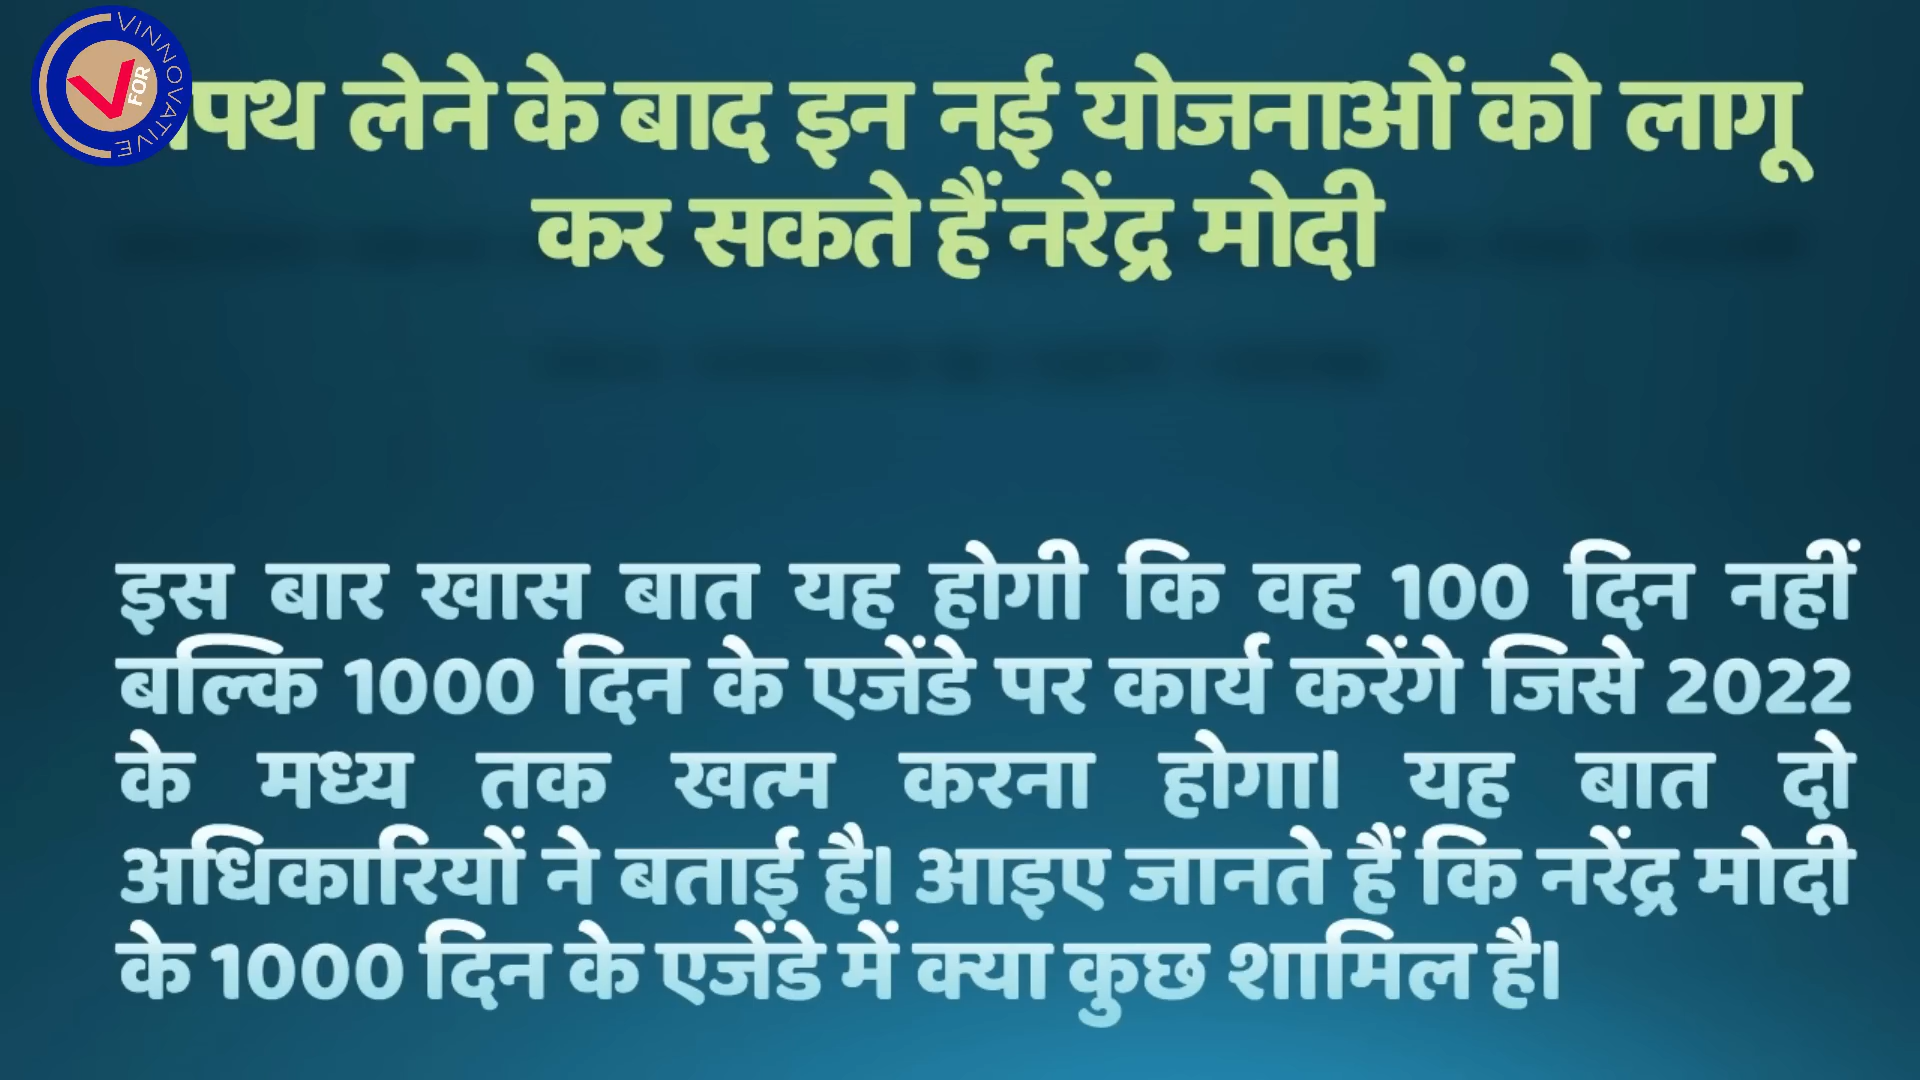 VINNOVATIVE
V FOR
लेने के बाद इन नई योजनाओं को लागू
कर सकते हैं नरेंद्र मोदी
इस बार खास बात यह होगी कि वह 100 दिन नहीं
बल्कि 1000 दिन के एजेंडे पर कार्य करेंगे जिसे 2022
के मध्य तक खत्म करना होगा। यह बात दो
अधिकारियों ने बताई है। आइए जानते हैं कि नरेंद्र मोदी
के 1000 दिन के एजेंडे में क्या कुछ शामिल है।